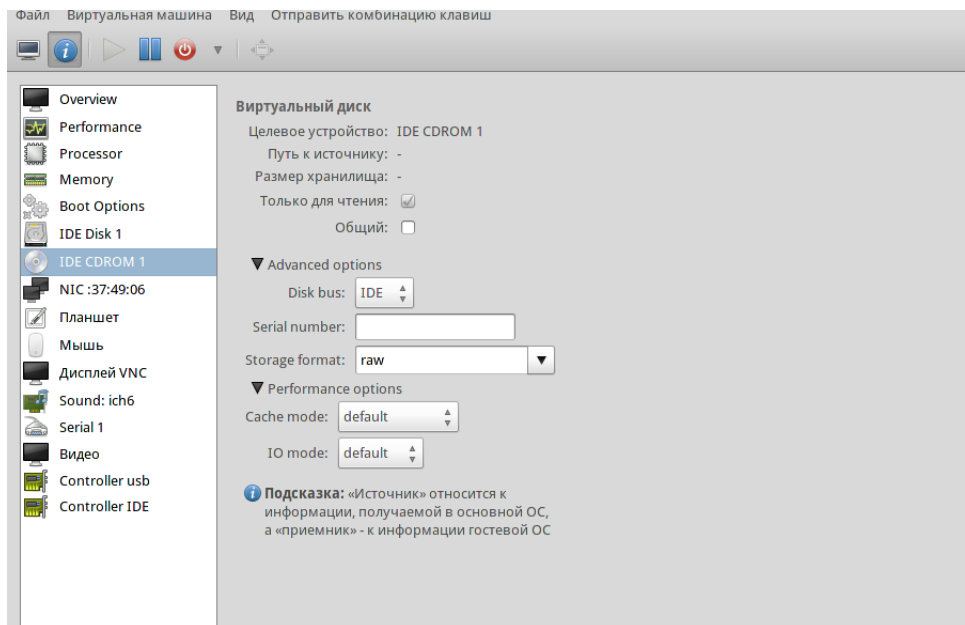 Файл Виртуальная машина Вид Отправить комбинацию клавиш
Overview
Performance
Processor
Memory
Boot Options
IDE Disk 1
IDE CDROM 1
NIC :37:49:06
Планшет
Мышь
Дисплей VNC
Sound: ich6
Serial 1
Видео
Controller usb
Controller IDE
Виртуальный диск
Целевое устройство: IDE CDROM 1
Путь к источнику: -
Размер хранилища: -
Только для чтения:
Общий:
Advanced options
Disk bus: IDE
Serial number:
Storage format: raw
Performance options
Cache mode: default
IO mode: default
Подсказка: «Источник» относится к
информации, получаемой в основной ОС,
а «приемник» - к информации гостевой ОС